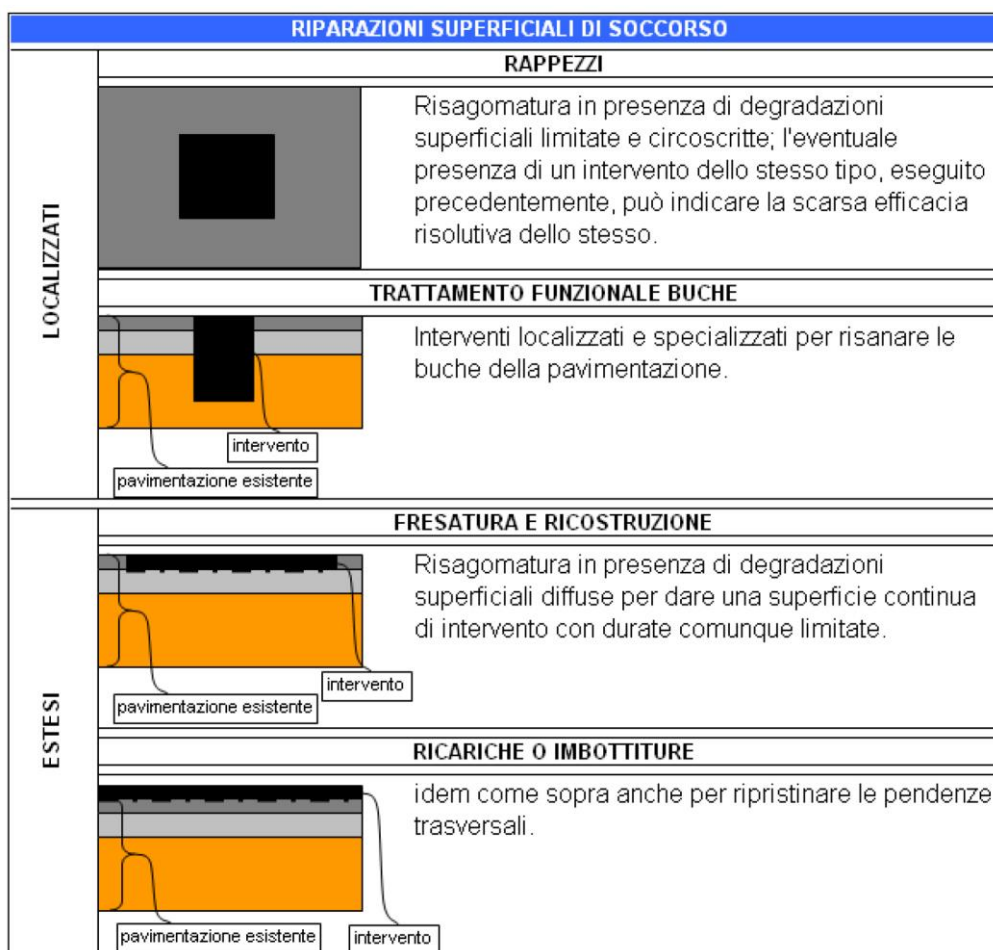 RIPARAZIONI SUPERFICIALI DI SOCCORSO
LOCALIZZATI
RAPPEZZI
Risagomatura in presenza di degradazioni
superficiali limitate e circoscritte; l'eventuale
presenza di un intervento dello stesso tipo, eseguito
precedentemente, può indicare la scarsa efficacia
risolutiva dello stesso.
TRATTAMENTO FUNZIONALE BUCHE
Interventi localizzati e specializzati per risanare le
buche della pavimentazione.
intervento
pavimentazione esistente
ESTESI
FRESATURA E RICOSTRUZIONE
Risagomatura in presenza di degradazioni
superficiali diffuse per dare una superficie continua
di intervento con durate comunque limitate.
intervento
pavimentazione esistente
RICARICHE O IMBOTTITURE
idem come sopra anche per ripristinare le pendenze
trasversali.
pavimentazione esistente
intervento